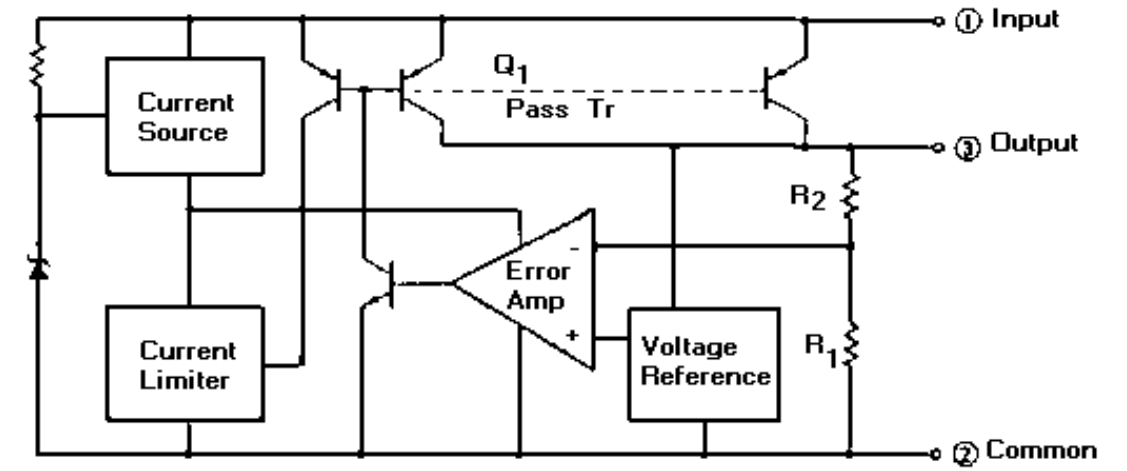 ① Input
Q1
Pass Tr
Current
Source
③ Output
R2
-
Error
Amp
+
Voltage
Reference
R1
Current
Limiter
② Common